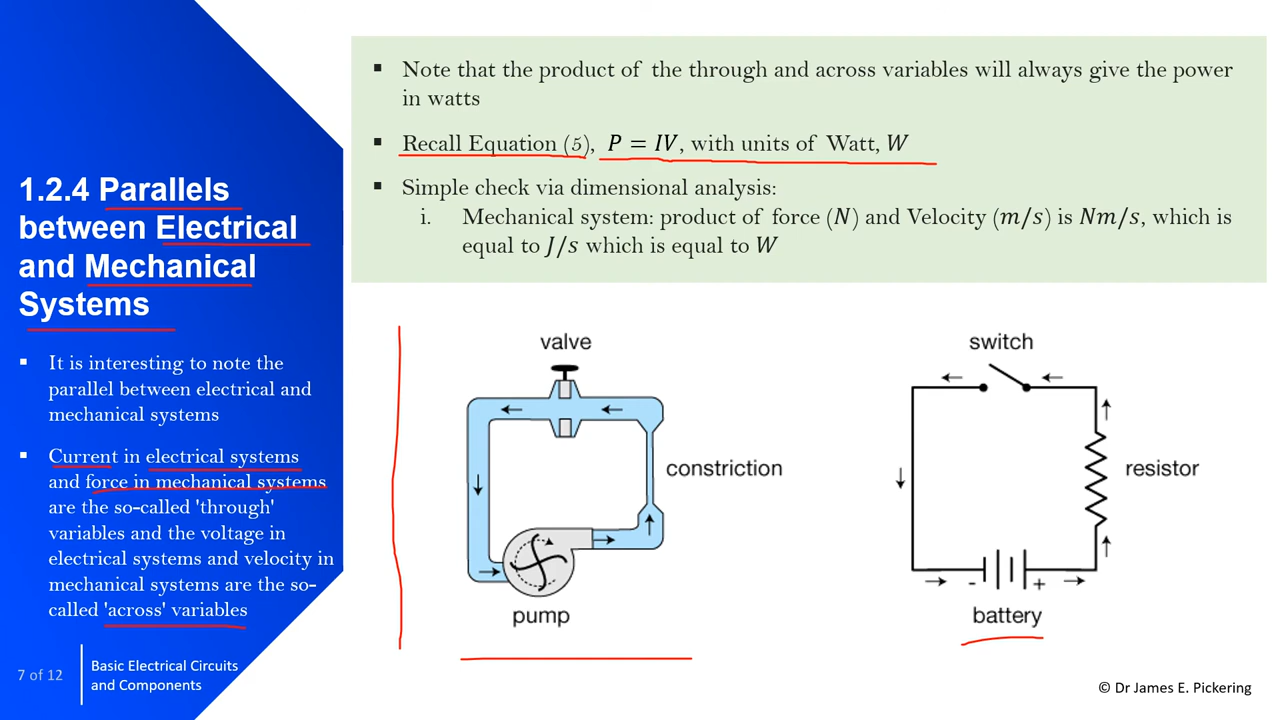 1.2.4 Parallels
between Electrical
and Mechanical
Systems
▪ It is interesting to note the
parallel between electrical and
mechanical systems
▪ Current in electrical systems
and force in mechanical systems
are the so-called 'through'
variables and the voltage in
electrical systems and velocity in
mechanical systems are the so-
called 'across' variables
7 of 12
Basic Electrical Circuits
and Components
▪ Note that the product of the through and across variables will always give the power
in watts
▪ Recall Equation (5), P = IV, with units of Watt, W
▪ Simple check via dimensional analysis:
i. Mechanical system: product of force (N) and Velocity (m/s) is Nm/s, which is
equal to J/s which is equal to W
valve
constriction
pump
switch
resistor
- +
battery
© Dr James E. Pickering